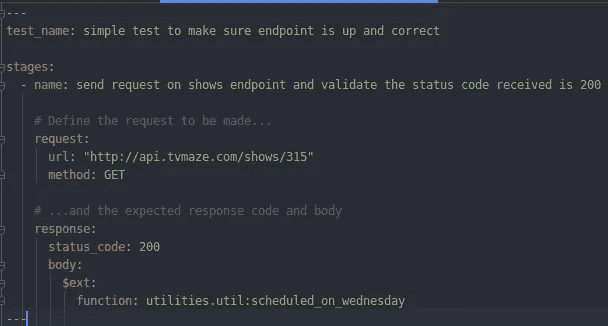 ---
test_name: simple test to make sure endpoint is up and correct
stages:
- name: send request on shows endpoint and validate the status code received is 200
# Define the request to be made...
request:
url: "http://api.tvmaze.com/shows/315"
method: GET
# ...and the expected response code and body
response:
status_code: 200
body:
$ext:
function: utilities.util:scheduled_on_wednesday
---